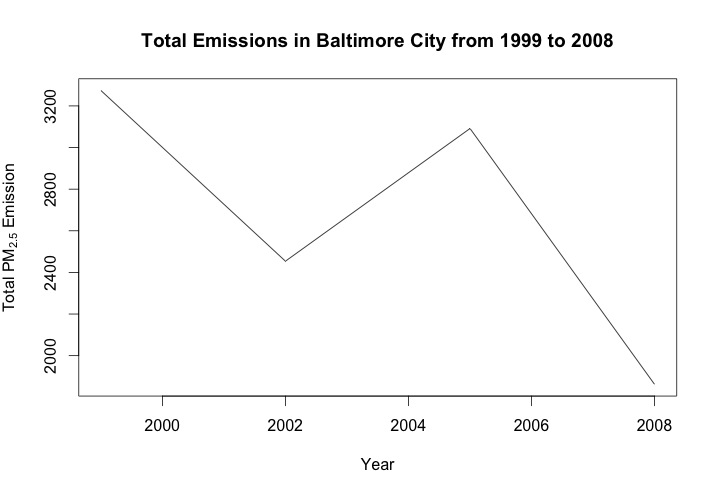 Total Emissions in Baltimore City from 1999 to 2008
Total PM2.5 Emission
3200
2800
2400
2000
2000 2002 2004 2006 2008
Year